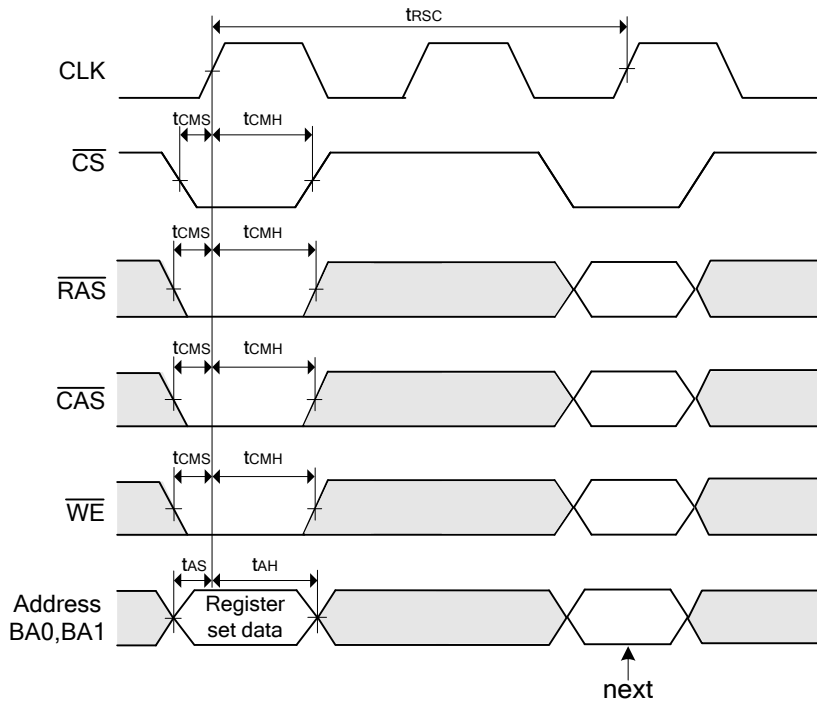 tRSC
CLK
tCMS tCMH
CS
tCMS tCMH
RAS
tCMS tCMH
CAS
tCMS tCMH
WE
tAS tAH
Address
BA0,BA1
Register
set data
next